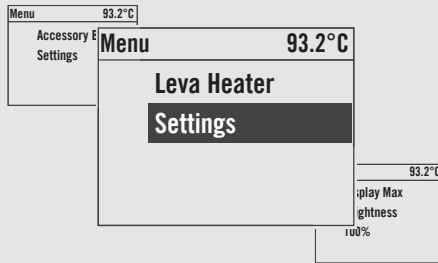 Menu 93.2°C
Accessory
Settings
Menu 93.2°C
Leva Heater
Settings
93.2°C
Max
100%